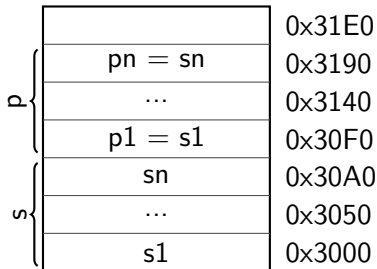 0x31E0
pn = sn 0x3190
... 0x3140
p1 = s1 0x30F0
sn 0x30A0
... 0x3050
s1 0x3000
p
s